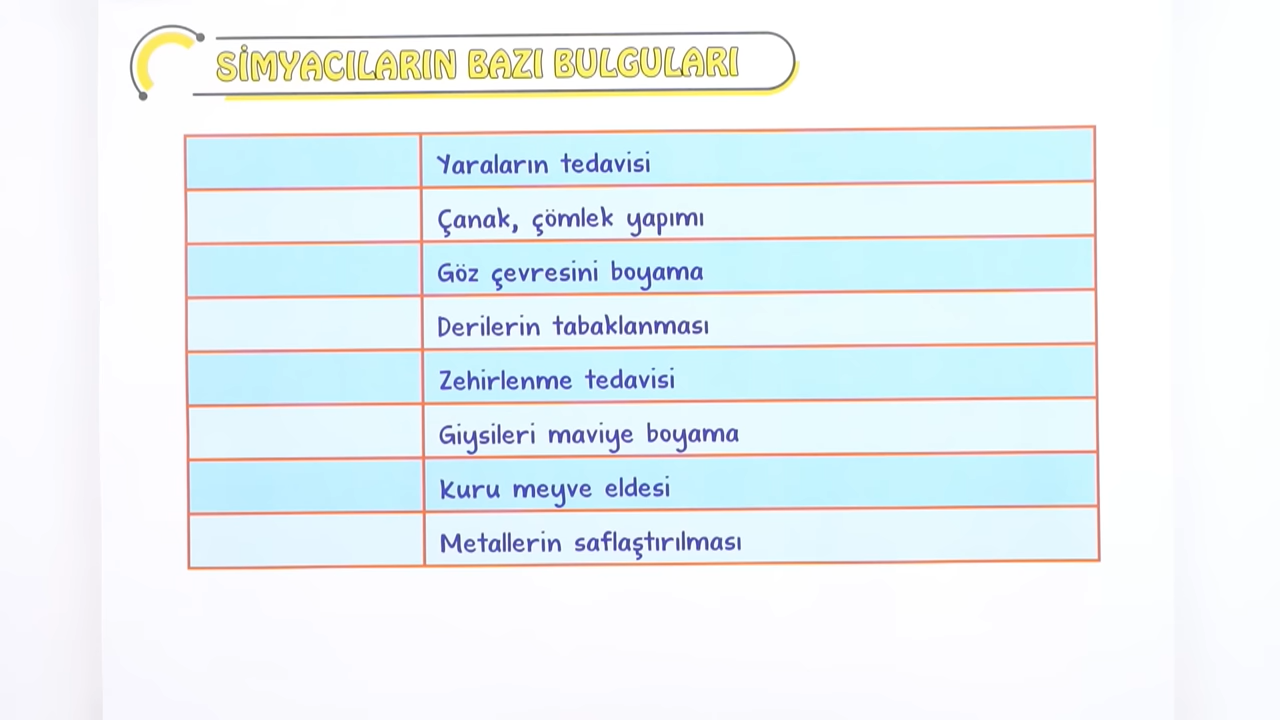 SİMYACILARIN BAZI BULGULARI
Yaraların tedavisi
Çanak, çömlek yapımı
Göz çevresini boyama
Derilerin tabaklanması
Zehirlenme tedavisi
Giysileri maviye boyama
Kuru meyve eldesi
Metallerin saflaştırılması